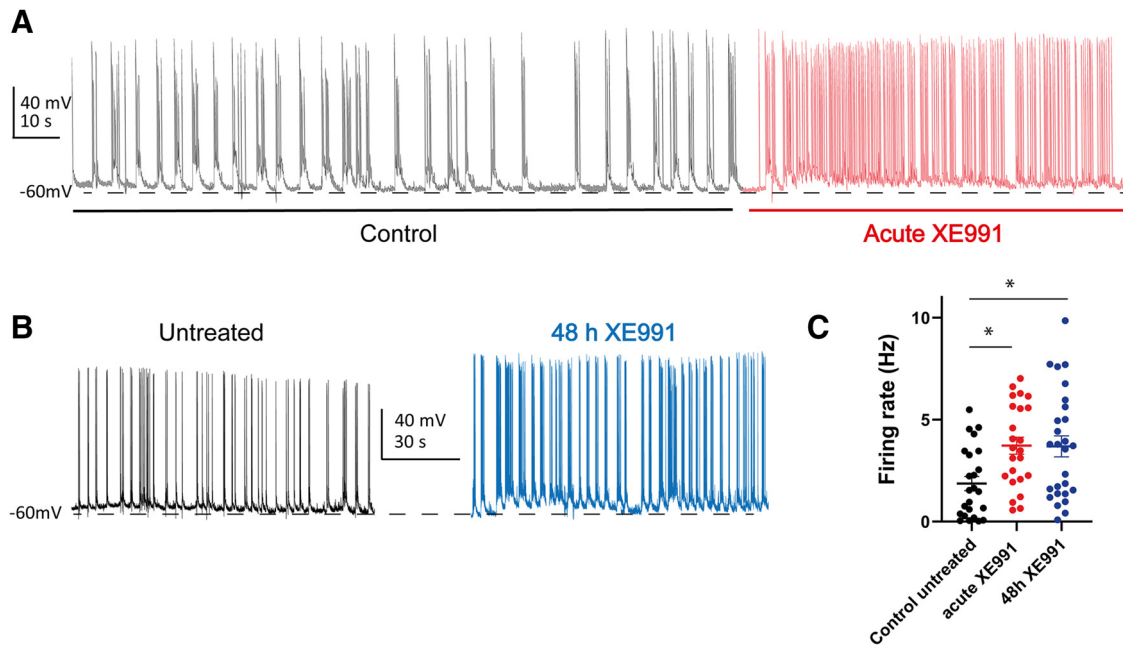 A
40 mV
10 s
-60mV
Control
Acute XE991
B
Untreated
48 h XE991
40 mV
30 s
-60mV
C
*
*
Firing rate (Hz)
10
5
0
Control untreated
acute XE991
48h XE991